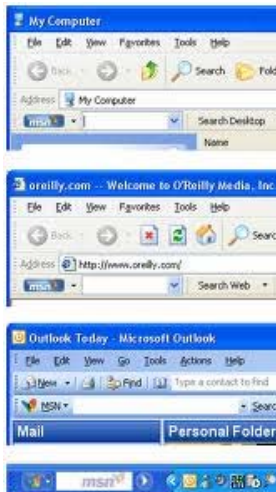 My Computer
File Edit View Favorites Tools Help
Back Search Fold
Address My Computer
msn Search Desktop
Name
oreilly.com -- Welcome to O'Reilly Media, Inc
File Edit View Favorites Tools Help
Back Searc
Address http://www.oreilly.com/
msn Search Web
Outlook Today - Microsoft Outlook
File Edit View Go Tools Actions Help
New Find Type a contact to find
MSN Searc
Mail Personal Folder
msn